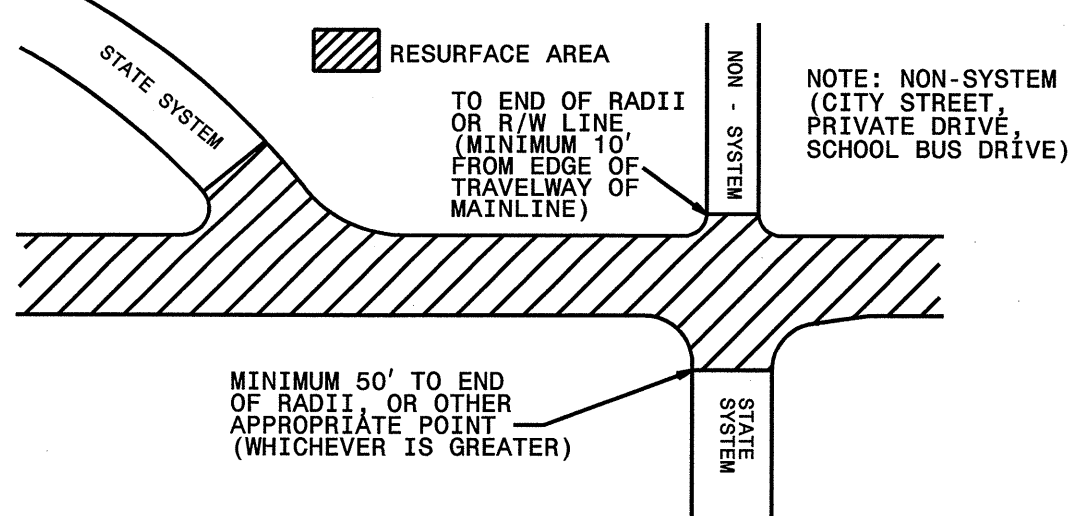 STATE SYSTEM
RESURFACE AREA
TO END OF RADII
OR R/W LINE
(MINIMUM 10'
FROM EDGE OF
TRAVELWAY OF
MAINLINE)
NON - SYSTEM
NOTE: NON-SYSTEM
(CITY STREET,
PRIVATE DRIVE,
SCHOOL BUS DRIVE)
MINIMUM 50' TO END
OF RADII, OR OTHER
APPROPRIATE POINT
(WHICHEVER IS GREATER)
STATE
SYSTEM